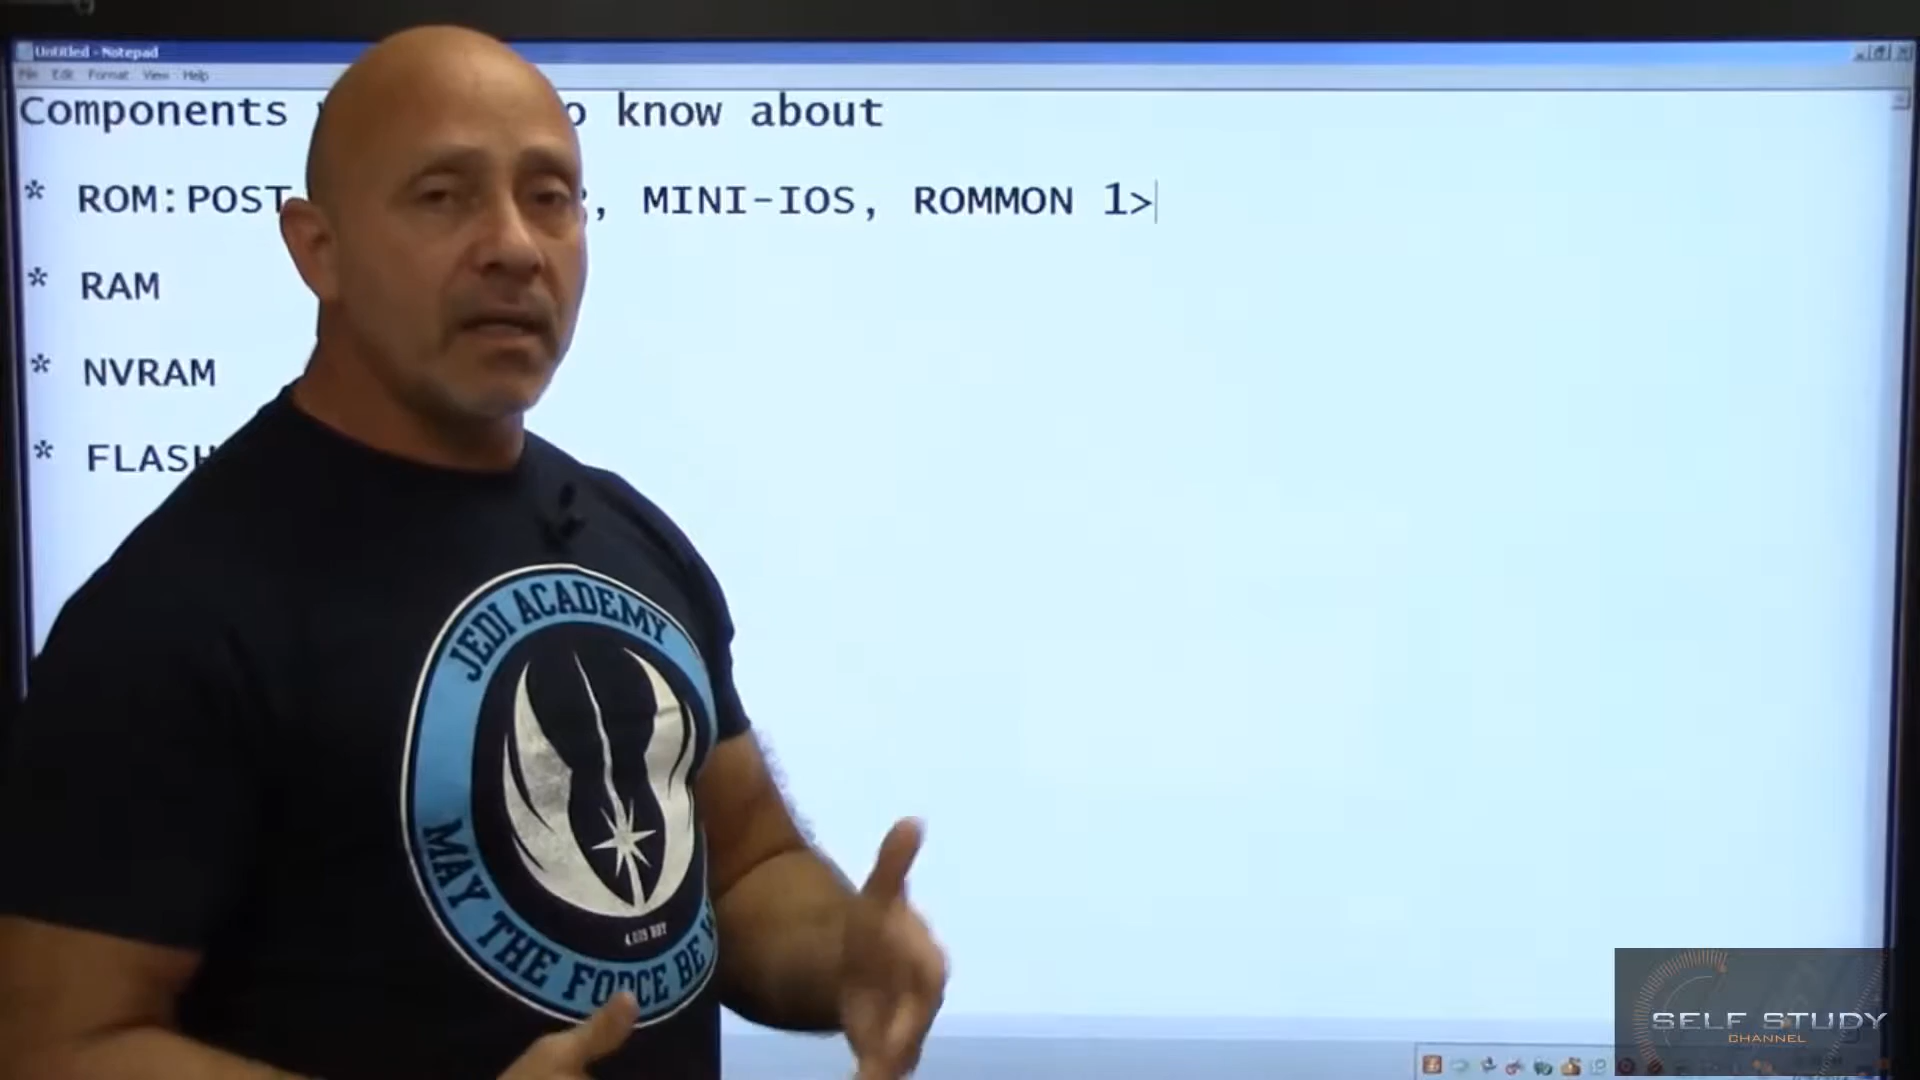 Untitled - Notepad
File Edit Format View Help
Components o know about
* ROM:POST , MINI-IOS, ROMMON 1>
* RAM
* NVRAM
* FLASH
JEDI ACADEMY
MAY THE FORCE BE W
SELF STUDY
CHANNEL